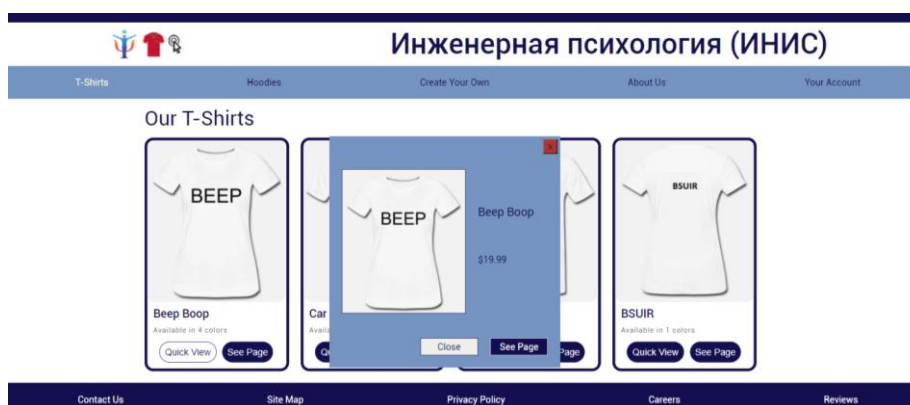 Инженерная психология (ИНИС)
T-Shirts
Hoodies
Create Your Own
About Us
Your Account
Our T-Shirts
BEEP
Beep Boop
Available in 4 colors
Quick View
See Page
Car
x
BEEP
Beep Boop
$19.99
Close
See Page
Page
BSUIR
BSUIR
Available in 1 colors
Quick View
See Page
Contact Us
Site Map
Privacy Policy
Careers
Reviews